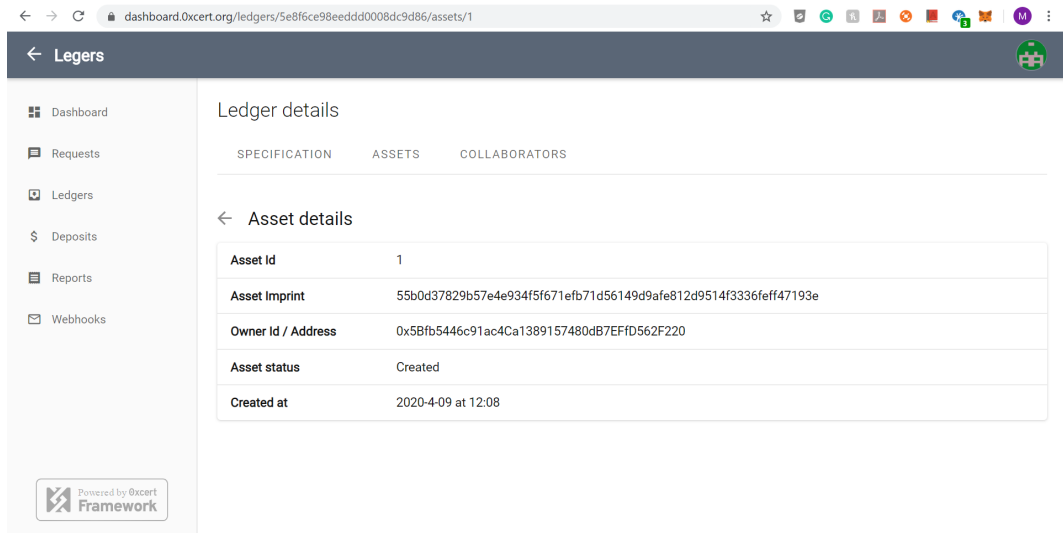 dashboard.0xcert.org/ledgers/5e8f6ce98eeddd0008dc9d86/assets/1
3
M
Legers
Dashboard
Requests
Ledgers
Deposits
Reports
Webhooks
Powered by 0xcert
Framework
Ledger details
SPECIFICATION ASSETS COLLABORATORS
Asset details
Asset Id 1
Asset Imprint 55b0d37829b57e4e934f5f671efb71d56149d9afe812d9514f3336feff47193e
Owner Id / Address 0x5Bfb5446c91ac4Ca1389157480dB7EFfD562F220
Asset status Created
Created at 2020-4-09 at 12:08